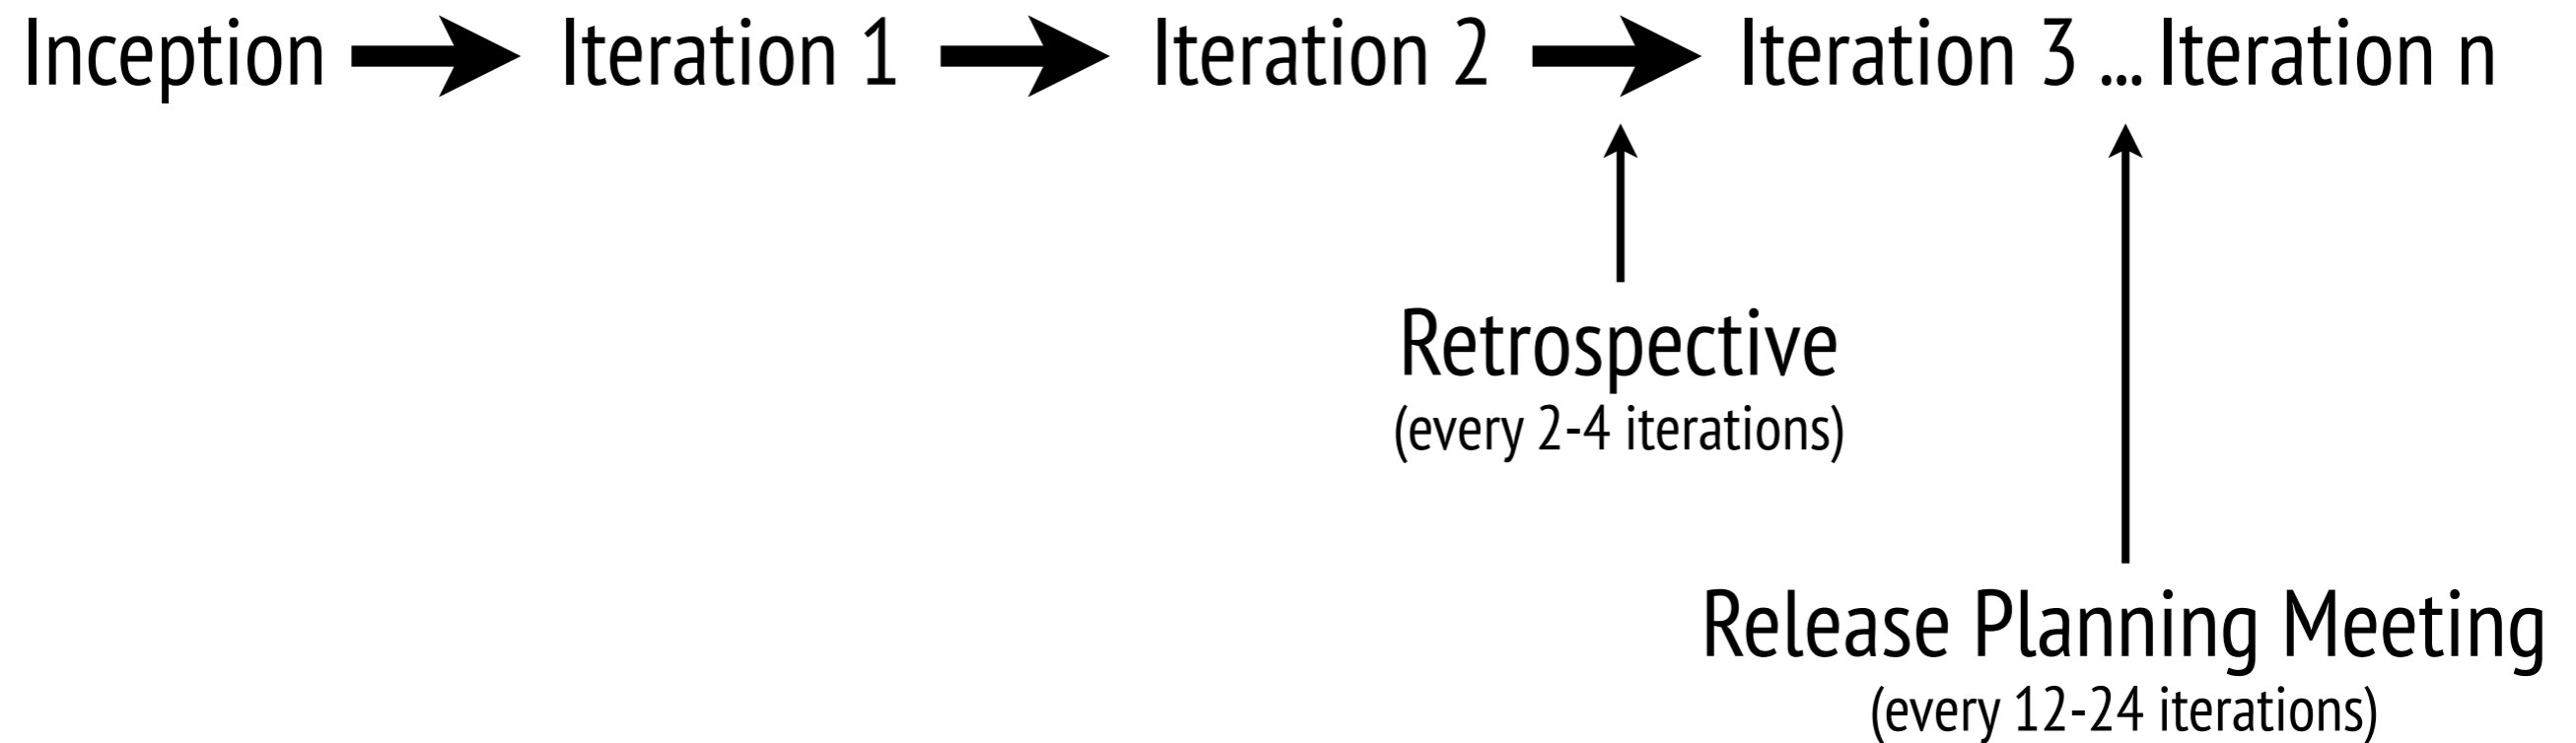 Inception Iteration 1 Iteration 2 Iteration 3 ... Iteration n
Retrospective
(every 2-4 iterations)
Release Planning Meeting
(every 12-24 iterations)